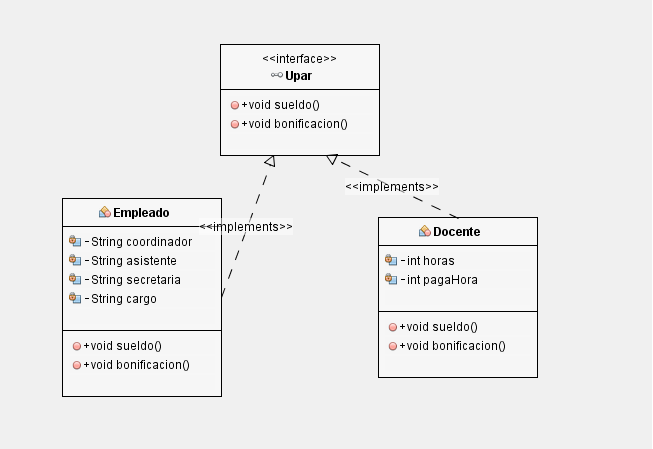 <<interface>>
Upar
+void sueldo()
+void bonificacion()
<<implements>>
<<implements>>
Empleado
-String coordinador
-String asistente
-String secretaria
-String cargo
+void sueldo()
+void bonificacion()
Docente
-int horas
-int pagaHora
+void sueldo()
+void bonificacion()